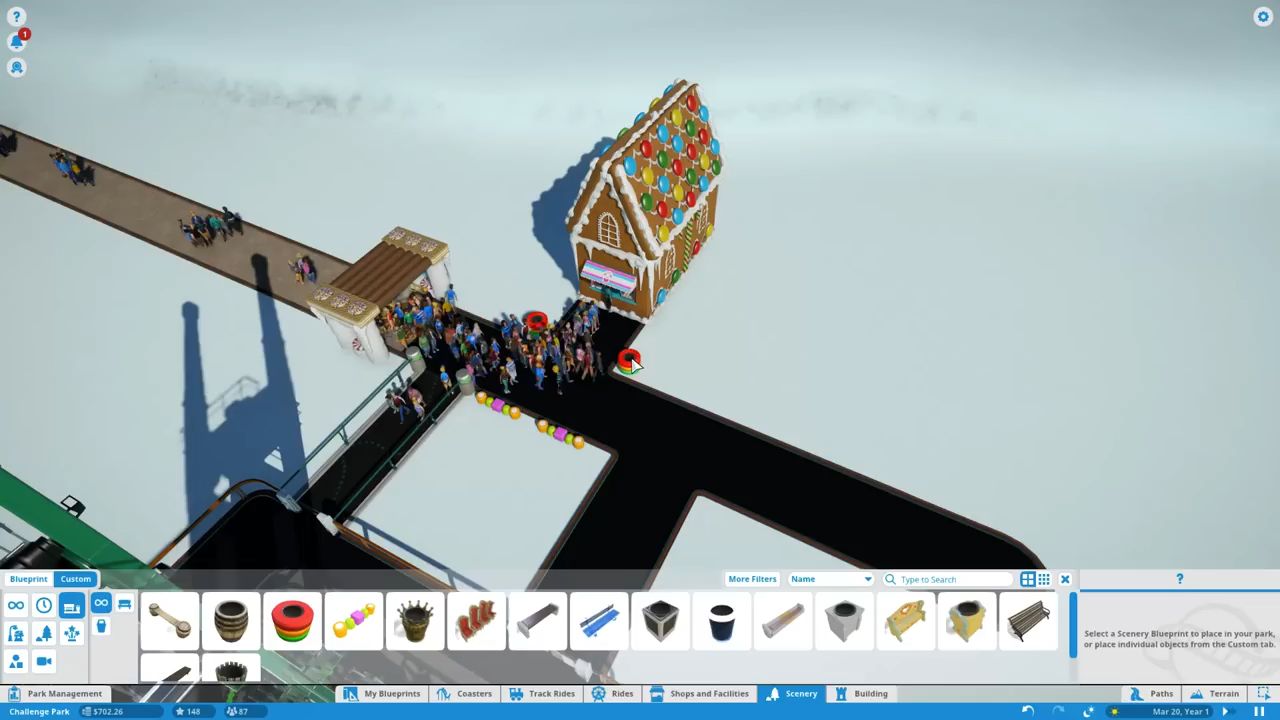 ?
1
Blueprint
Custom
More Filters
Name
Type to Search
?
Select a Scenery Blueprint to place in your park,
or place individual objects from the Custom tab.
Park Management
My Blueprints
Coasters
Track Rides
Rides
Shops and Facilities
Scenery
Building
Paths
Terrain
Challenge Park
$702.26
148
87
Mar 20, Year 1